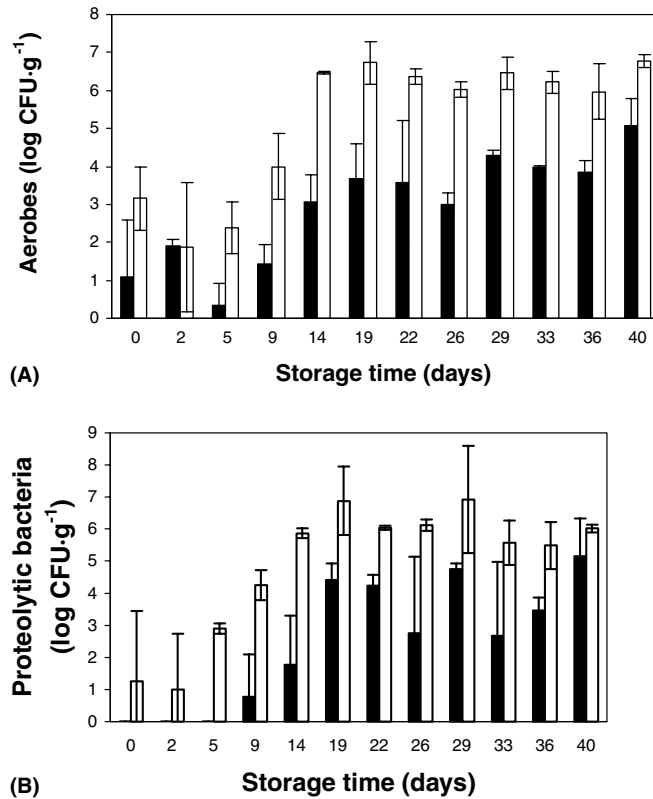 8
7
6
5
4
3
2
1
0
Aerobes (log CFU·g⁻¹)
0 2 5 9 14 19 22 26 29 33 36 40
Storage time (days)
(A)
9
8
7
6
5
4
3
2
1
0
Proteolytic bacteria
(log CFU·g⁻¹)
0 2 5 9 14 19 22 26 29 33 36 40
Storage time (days)
(B)